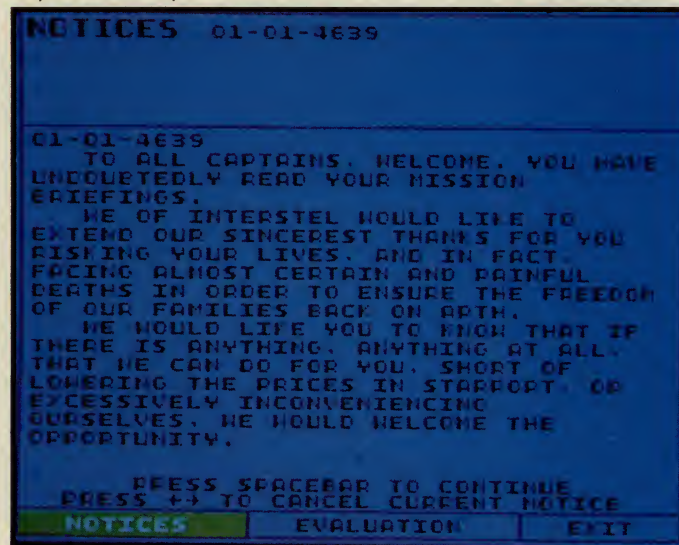 NOTICES 01-01-4639
01-01-4639
TO ALL CAPTAINS. WELCOME. YOU HAVE
UNDOUBTEDLY READ YOUR MISSION
BRIEFINGS.
WE OF INTERSTEL WOULD LIKE TO
EXTEND OUR SINCEREST THANKS FOR YOU
RISKING YOUR LIVES. AND IN FACT.
FACING ALMOST CERTAIN AND PAINFUL
DEATHS IN ORDER TO ENSURE THE FREEDOM
OF OUR FAMILIES BACK ON ARTH.
WE WOULD LIKE YOU TO KNOW THAT IF
THERE IS ANYTHING. ANYTHING AT ALL.
THAT WE CAN DO FOR YOU. SHORT OF
LOWERING THE PRICES IN STARPORT. OR
EXCESSIVELY INCONVENIENCING
OURSELVES. WE WOULD WELCOME THE
OPPORTUNITY.
PRESS SPACEBAR TO CONTINUE
PRESS ←→ TO CANCEL CURRENT NOTICE
NOTICES EVALUATION EXIT